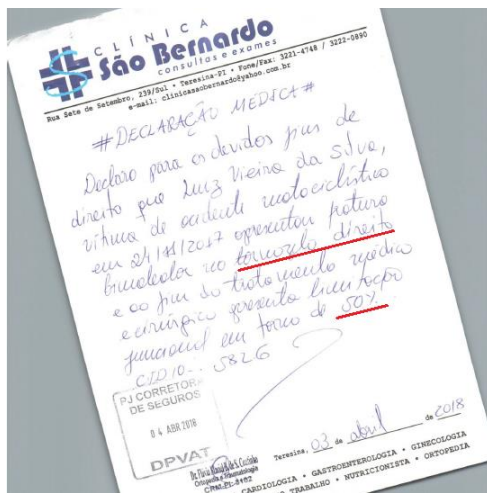 CLÍNICA
São Bernardo
consultas e exames
Rua Sete de Setembro, 239/Sul • Teresina-PI • Fone/Fax: 3221-4748 / 3222-0890
e-mail: clinicasaobernardo@yahoo.com.br
#DECLARAÇÃO MÉDICA#
Declaro para os devidos fins de
direito que Luiz Vieira da Silva,
vítima de acidente motociclístico
em 24/11/2017 apresentou fratura
bimaleolar no tornozelo direito
e ao fim do tratamento médico
e cirúrgico apresenta limitação
funcional em torno de 50%.
CID 10.. S826
PJ CORRETORA
DE SEGUROS
04 ABR 2018
DPVAT
Ortopedia e Traumatologia
Teresina, 03 de abril de 2018
CARDIOLOGIA • GASTROENTEROLOGIA • GINECOLOGIA
TRABALHO • NUTRICIONISTA • ORTOPEDIA